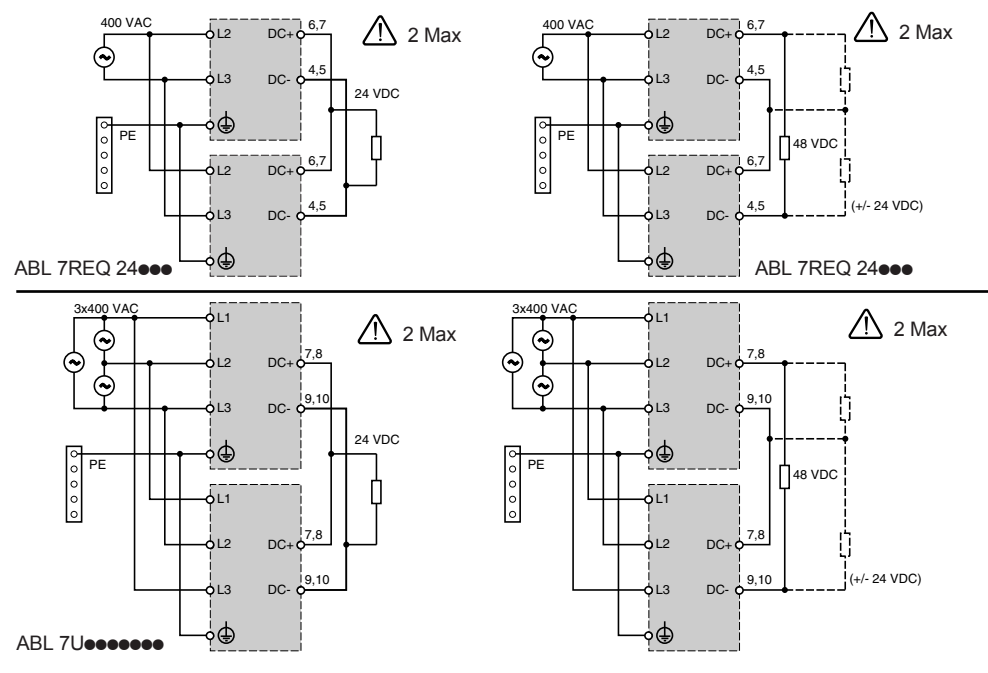 400 VAC
L2
DC+
6,7
2 Max
L3
DC-
4,5
24 VDC
PE
L2
DC+
6,7
L3
DC-
4,5
ABL 7REQ 24●●●
400 VAC
L2
DC+
6,7
2 Max
L3
DC-
4,5
PE
48 VDC
L2
DC+
6,7
L3
DC-
4,5
(+/- 24 VDC)
ABL 7REQ 24●●●
3x400 VAC
L1
2 Max
L2
DC+
7,8
L3
DC-
9,10
24 VDC
PE
L1
L2
DC+
7,8
L3
DC-
9,10
ABL 7U●●●●●●●
3x400 VAC
L1
2 Max
L2
DC+
7,8
L3
DC-
9,10
PE
48 VDC
L1
L2
DC+
7,8
L3
DC-
9,10
(+/- 24 VDC)